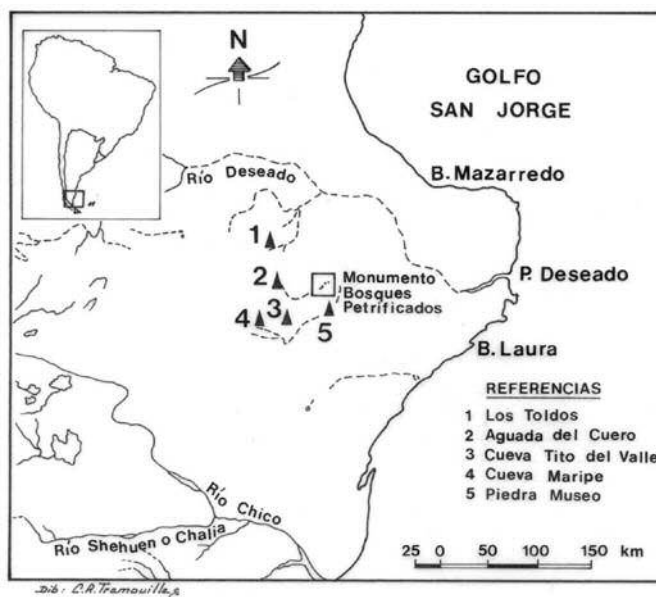 N
GOLFO
SAN JORGE
Río Deseado
B. Mazarredo
1
2
Monumento
Bosques
Petrificados
P. Deseado
3
4
5
B. Laura
REFERENCIAS
1 Los Toldos
2 Aguada del Cuero
3 Cueva Tito del Valle
4 Cueva Maripe
5 Piedra Museo
Río Chico
Río Shehuen o Chalia
25 0 50 100 150 km
Dib: C.R. Tramouilles